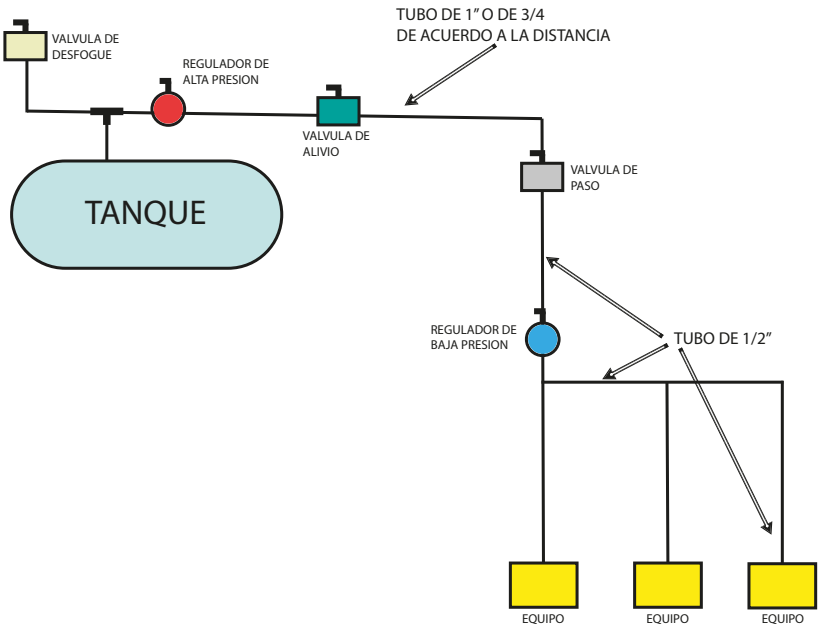 TUBO DE 1” O DE 3/4
DE ACUERDO A LA DISTANCIA
VALVULA DE
DESFOGUE
REGULADOR DE
ALTA PRESION
VALVULA DE
ALIVIO
VALVULA DE
PASO
TANQUE
REGULADOR DE
BAJA PRESION
TUBO DE 1/2”
EQUIPO
EQUIPO
EQUIPO